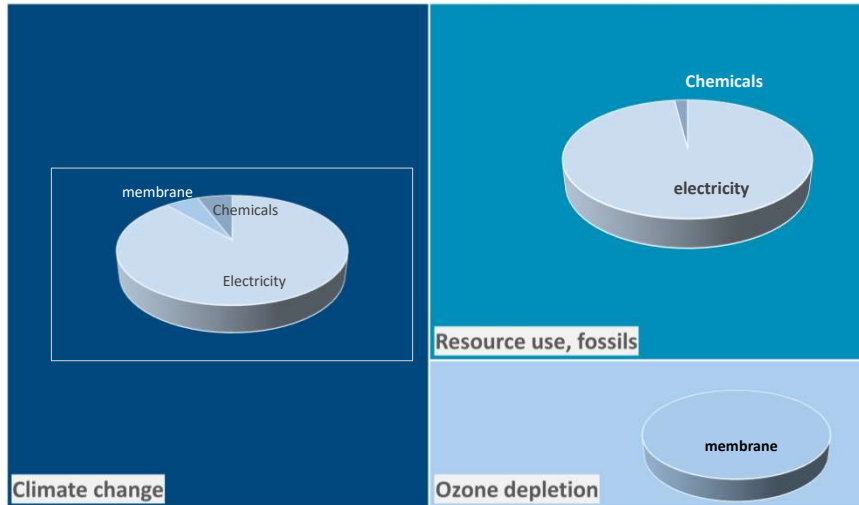 membrane
Chemicals
Electricity
Climate change
Chemicals
electricity
Resource use, fossils
membrane
Ozone depletion